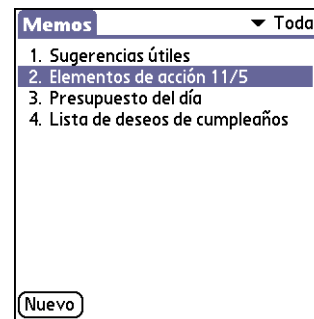 Memos Toda
1. Sugerencias útiles
2. Elementos de acción 11/5
3. Presupuesto del día
4. Lista de deseos de cumpleaños
Nuevo